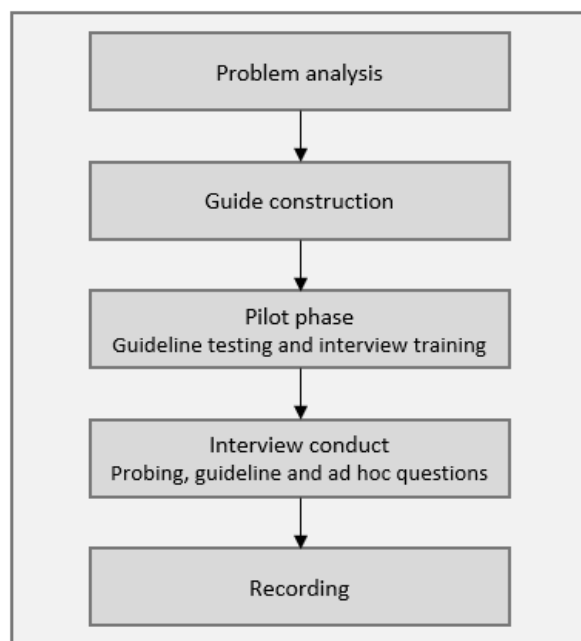 Problem analysis
Guide construction
Pilot phase
Guideline testing and interview training
Interview conduct
Probing, guideline and ad hoc questions
Recording